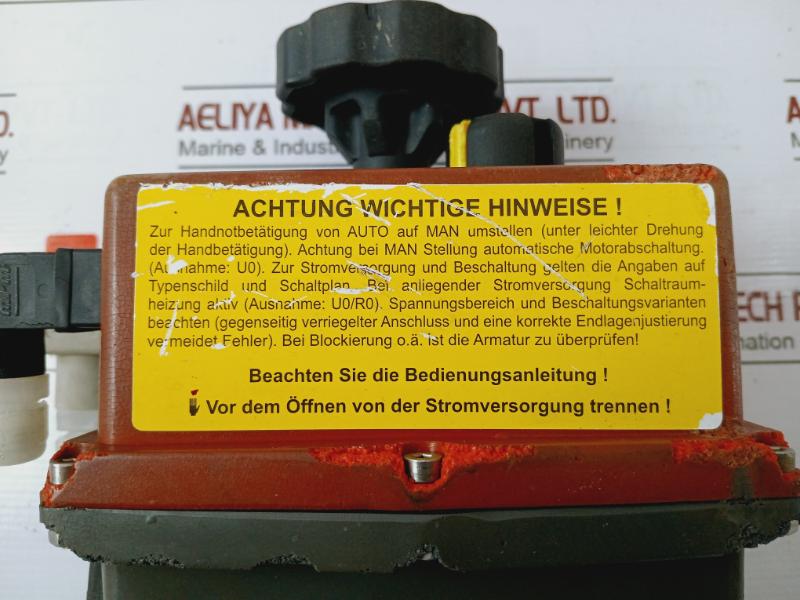 AELIYA M VT. LTD.
Marine & Indust inery
D.
ry
A
M
ECH P
mation
ACHTUNG WICHTIGE HINWEISE !
Zur Handnotbetätigung von AUTO auf MAN umstellen (unter leichter Drehung
der Handbetätigung). Achtung bei MAN Stellung automatische Motorabschaltung.
(Ausnahme: U0). Zur Stromversorgung und Beschaltung gelten die Angaben auf
Typenschild und Schaltplan. Bei anliegender Stromversorgung Schaltraum-
heizung aktiv (Ausnahme: U0/R0). Spannungsbereich und Beschaltungsvarianten
beachten (gegenseitig verriegelter Anschluss und eine korrekte Endlagenjustierung
vermeidet Fehler). Bei Blockierung o.ä. ist die Armatur zu überprüfen!
Beachten Sie die Bedienungsanleitung !
Vor dem Öffnen von der Stromversorgung trennen !